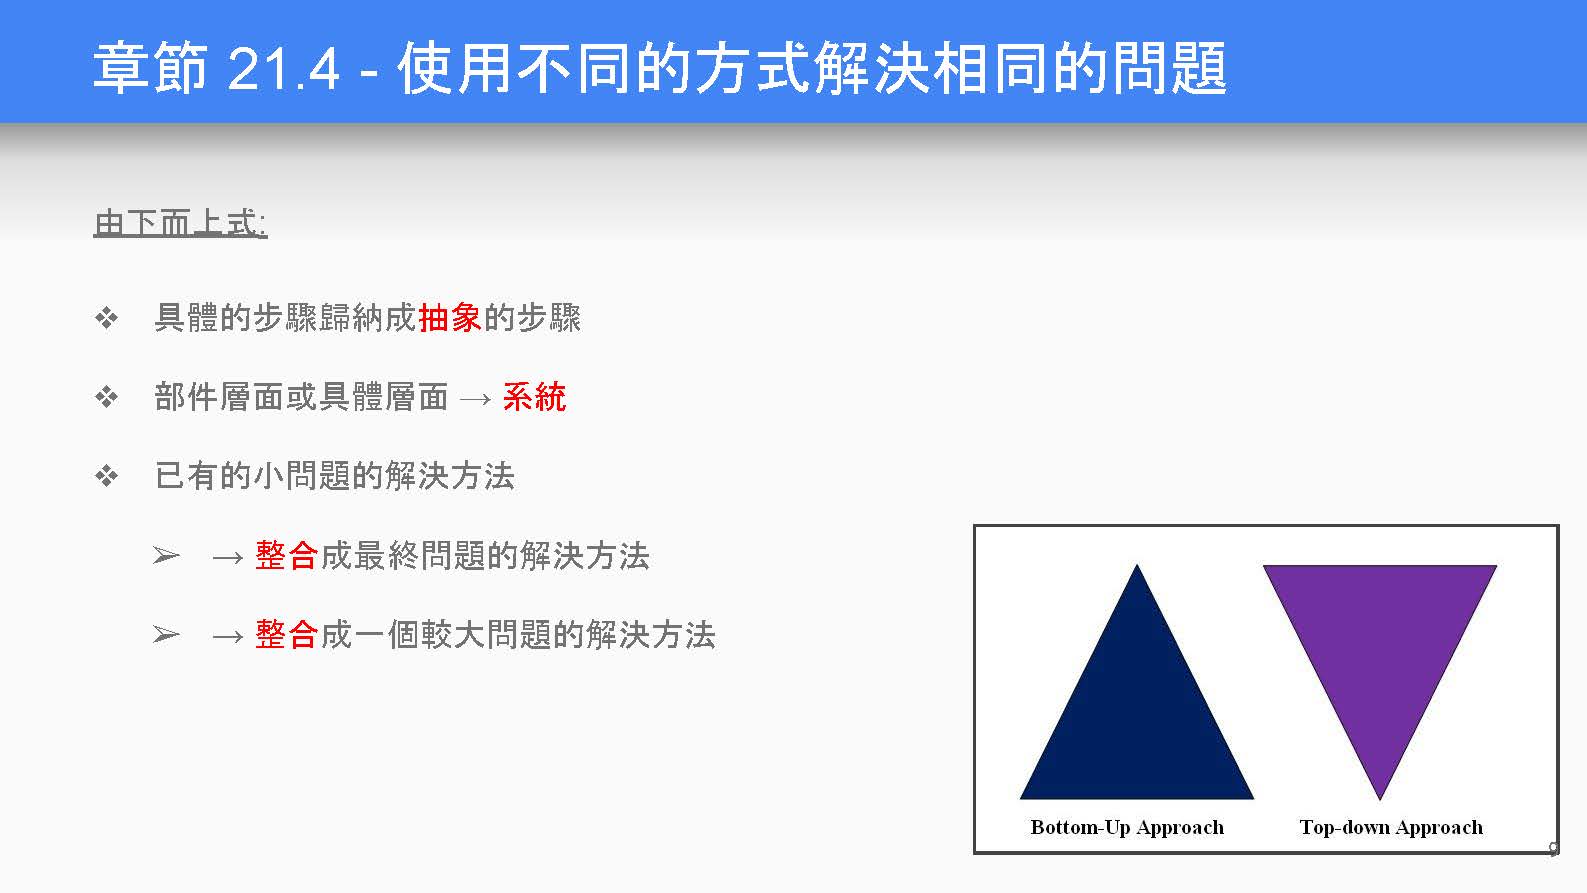 章節 21.4 - 使用不同的方式解決相同的問題
由下而上式:
❖ 具體的步驟歸納成抽象的步驟
❖ 部件層面或具體層面 → 系統
❖ 已有的小問題的解決方法
➢ → 整合成最終問題的解決方法
➢ → 整合成一個較大問題的解決方法
Bottom-Up Approach Top-down Approach
9